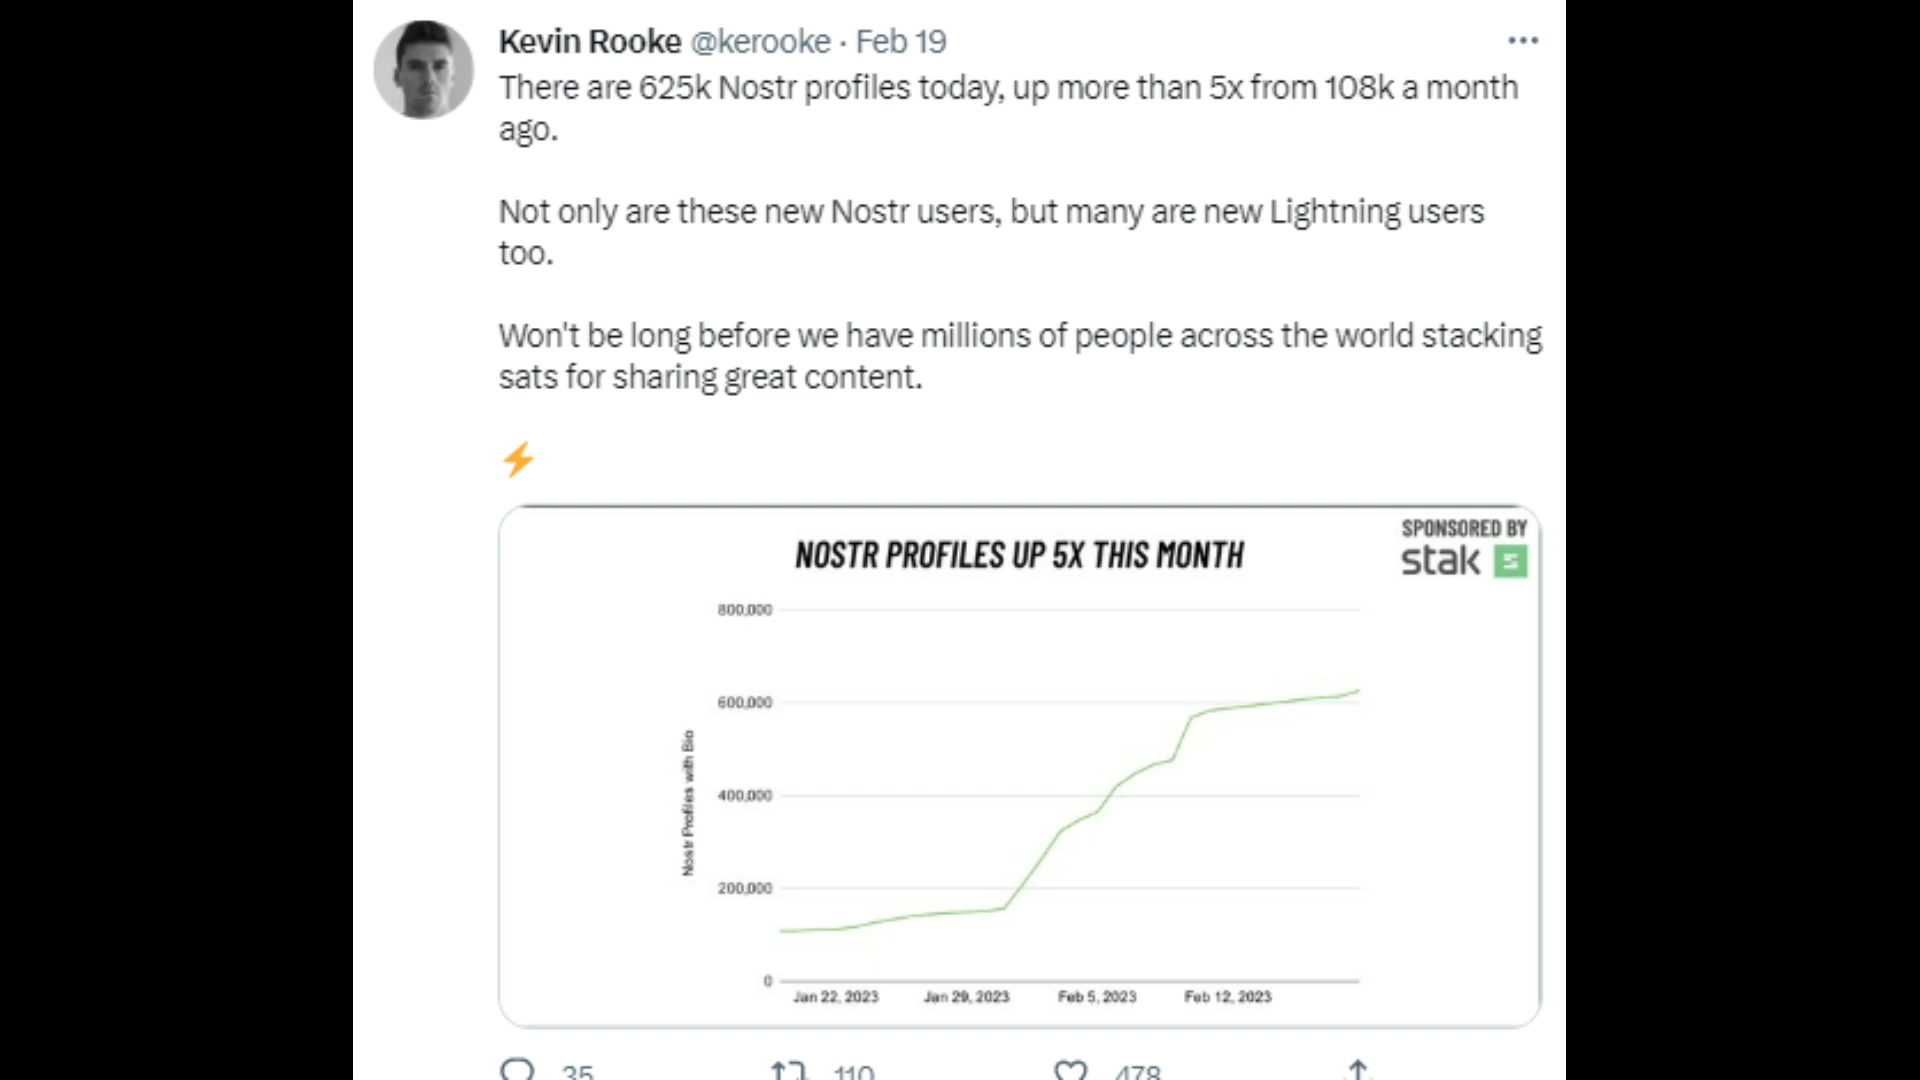 Kevin Rooke @kerooke · Feb 19
There are 625k Nostr profiles today, up more than 5x from 108k a month
ago.
Not only are these new Nostr users, but many are new Lightning users
too.
Won't be long before we have millions of people across the world stacking
sats for sharing great content.
⚡
SPONSORED BY
stak
NOSTR PROFILES UP 5X THIS MONTH
Nostr Profiles with Bio
800,000
600,000
400,000
200,000
0
Jan 22, 2023 Jan 29, 2023 Feb 5, 2023 Feb 12, 2023
35 110 478